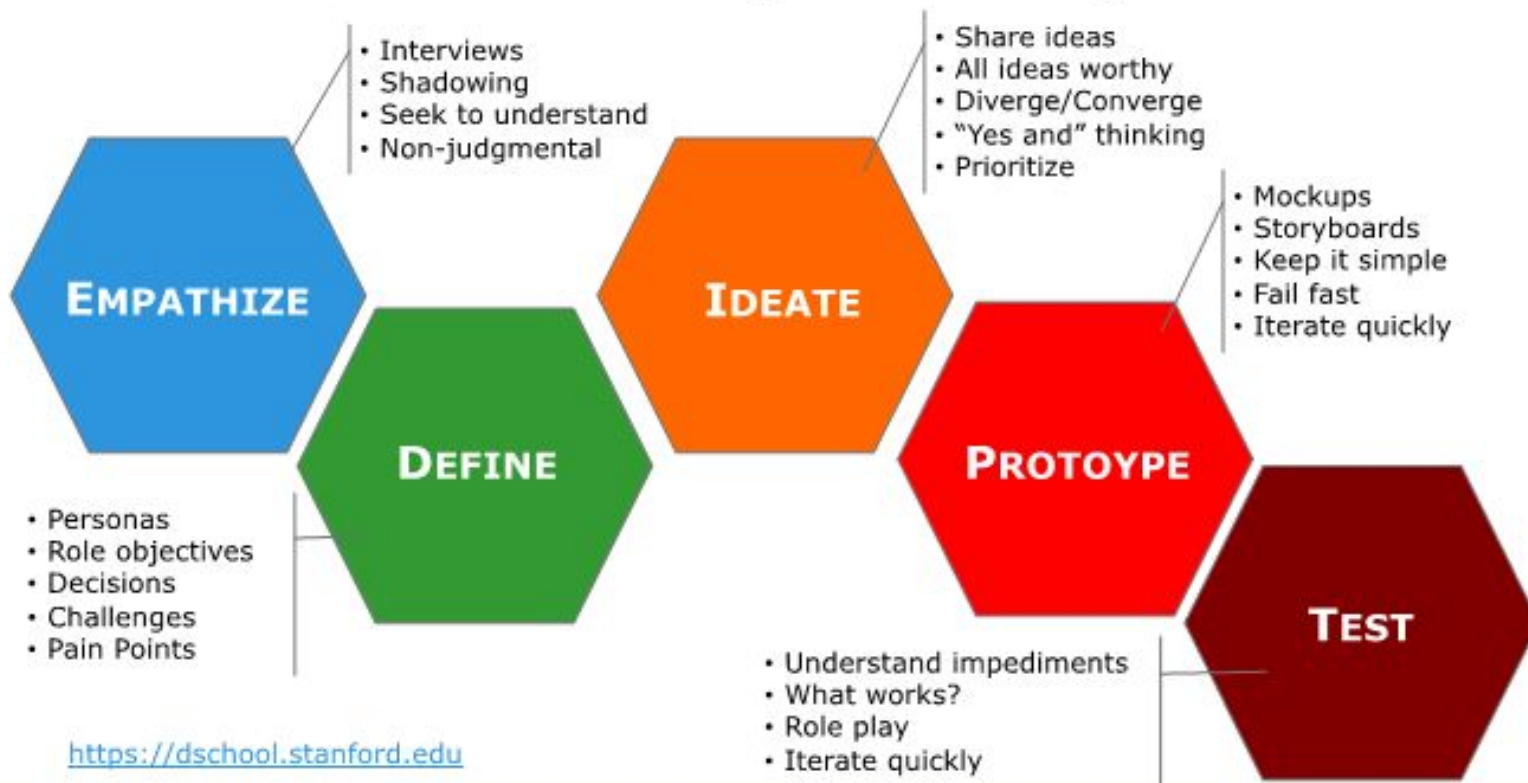 EMPATHIZE
• Interviews
• Shadowing
• Seek to understand
• Non-judgmental
DEFINE
• Personas
• Role objectives
• Decisions
• Challenges
• Pain Points
IDEATE
• Share ideas
• All ideas worthy
• Diverge/Converge
• “Yes and” thinking
• Prioritize
PROTOYPE
• Mockups
• Storyboards
• Keep it simple
• Fail fast
• Iterate quickly
TEST
• Understand impediments
• What works?
• Role play
• Iterate quickly
https://dschool.stanford.edu